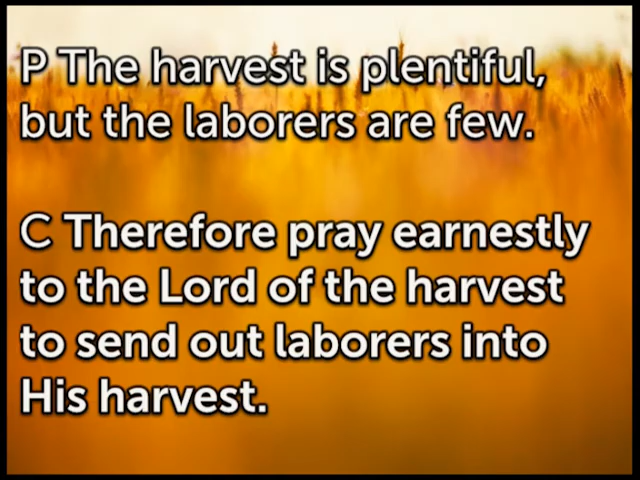 P The harvest is plentiful,
but the laborers are few.
C Therefore pray earnestly
to the Lord of the harvest
to send out laborers into
His harvest.